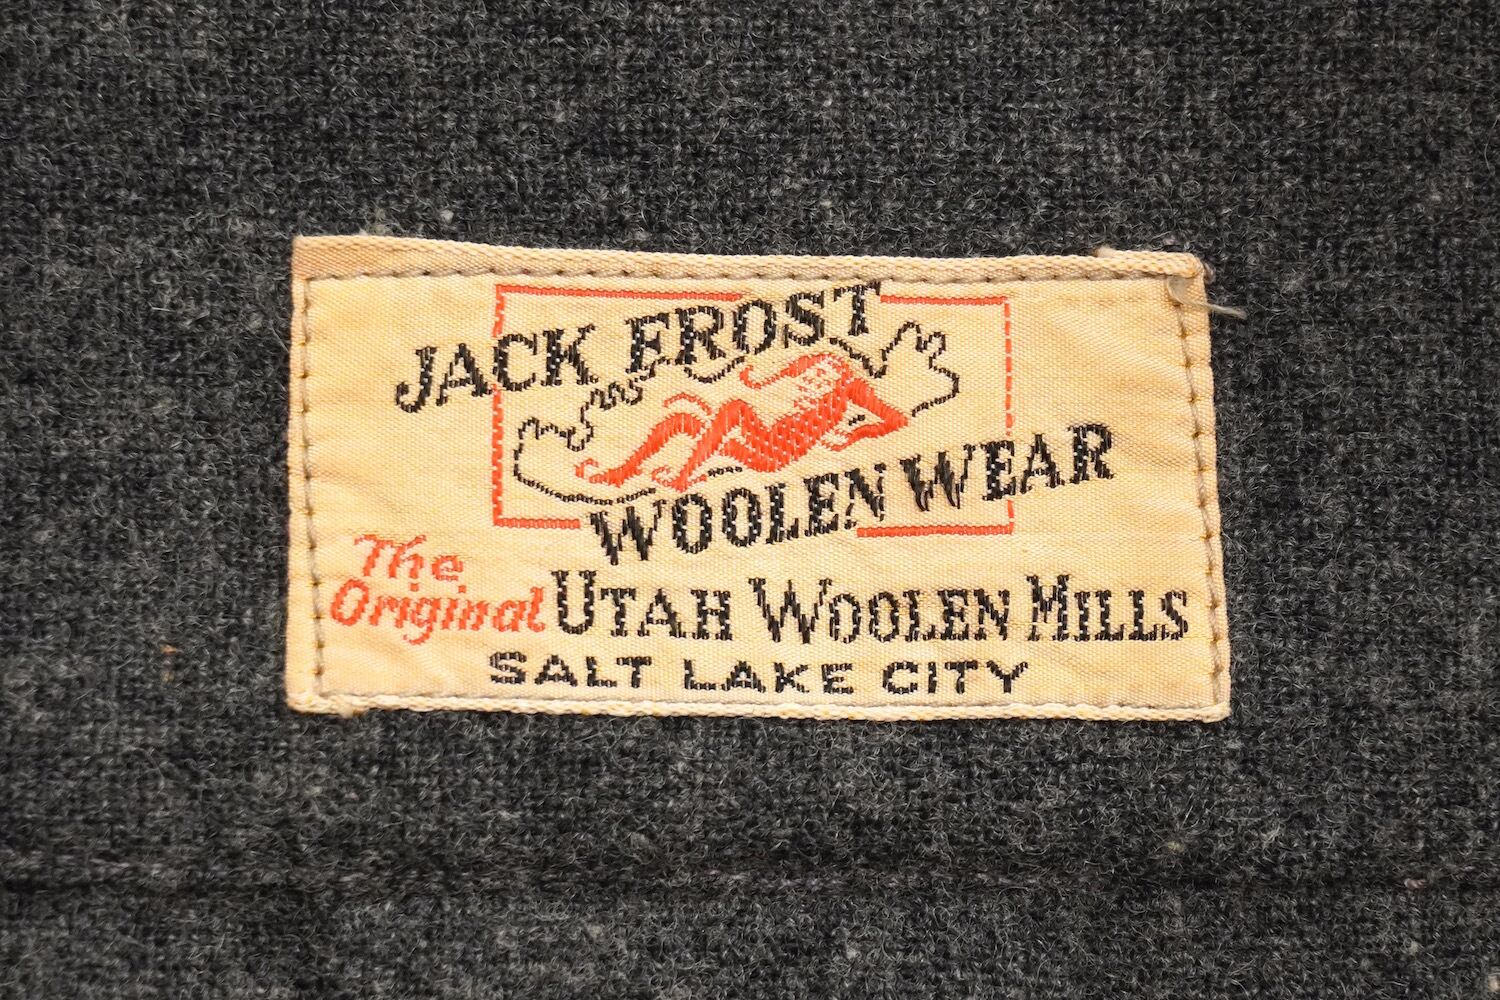 JACK FROST
WOOLEN WEAR
The
Original UTAH WOOLEN MILLS
SALT LAKE CITY